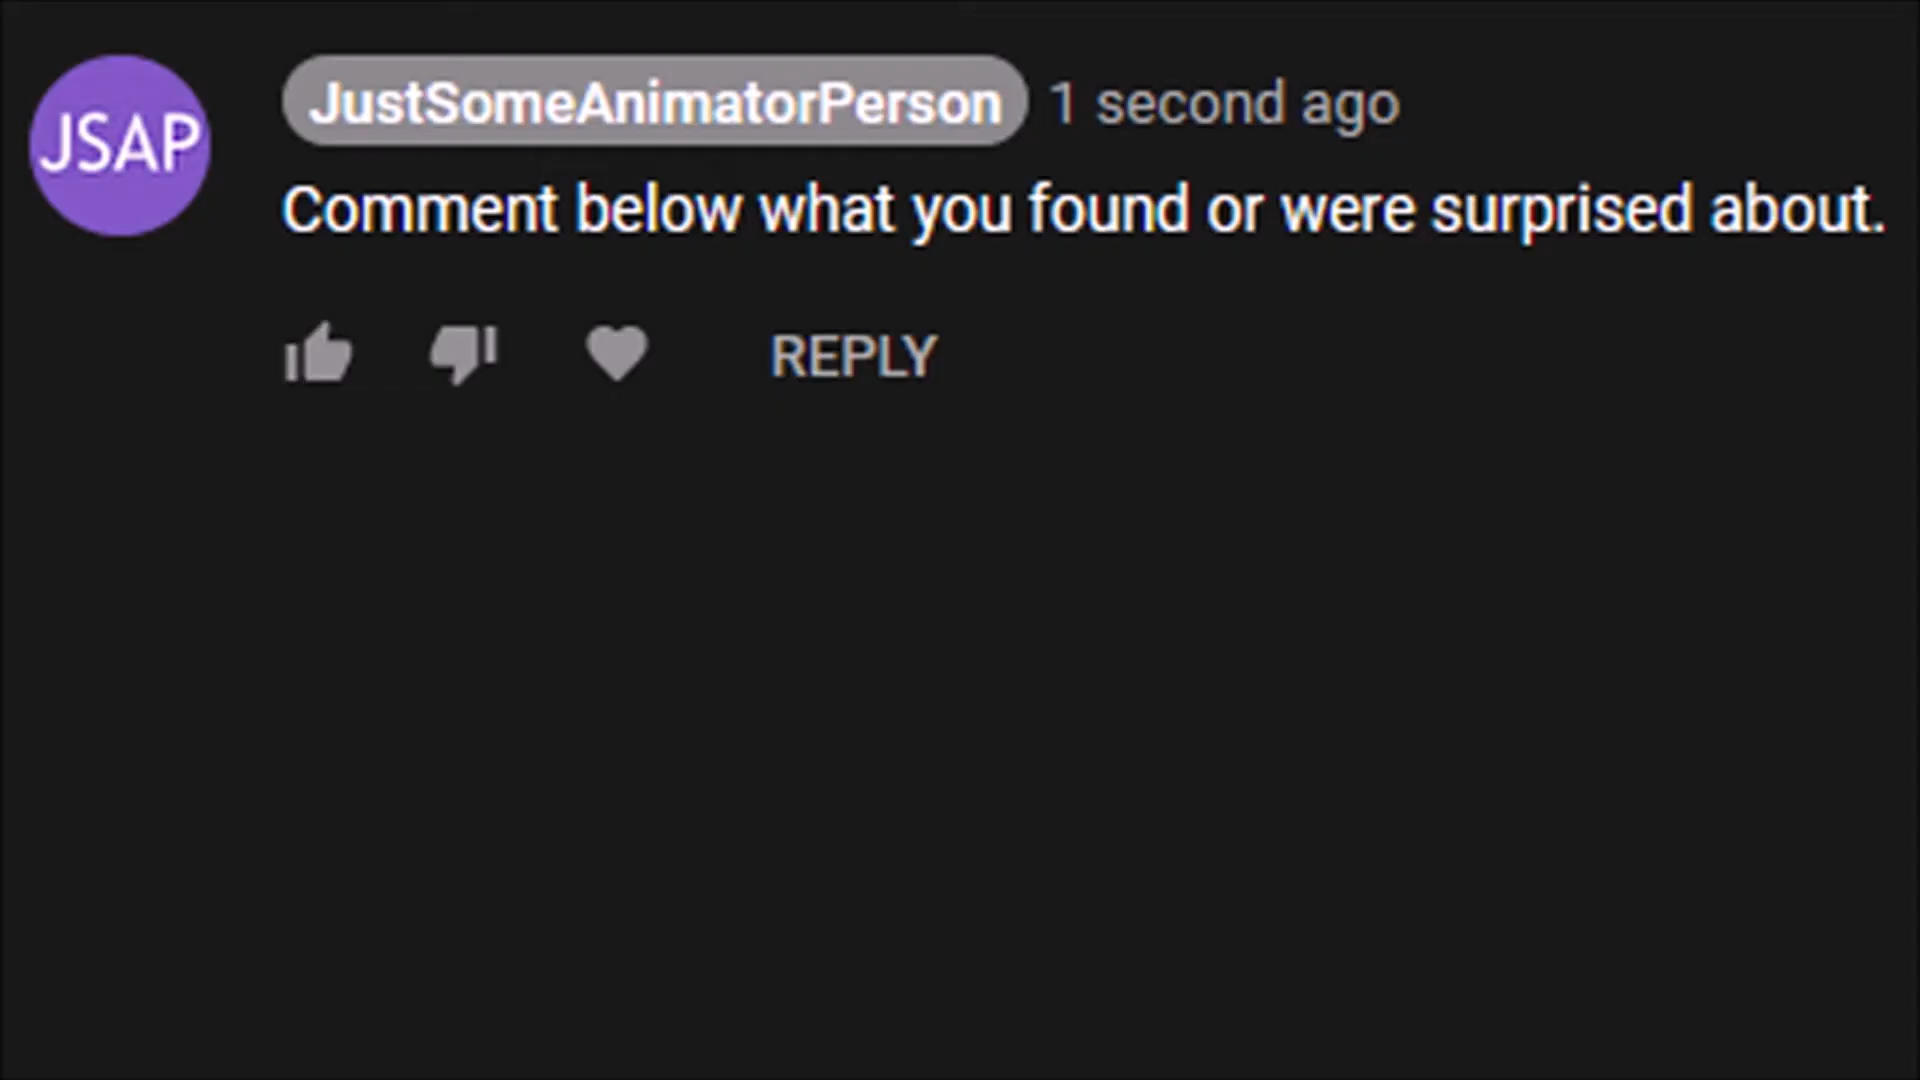 JSAP
JustSomeAnimatorPerson 1 second ago
Comment below what you found or were surprised about.
REPLY